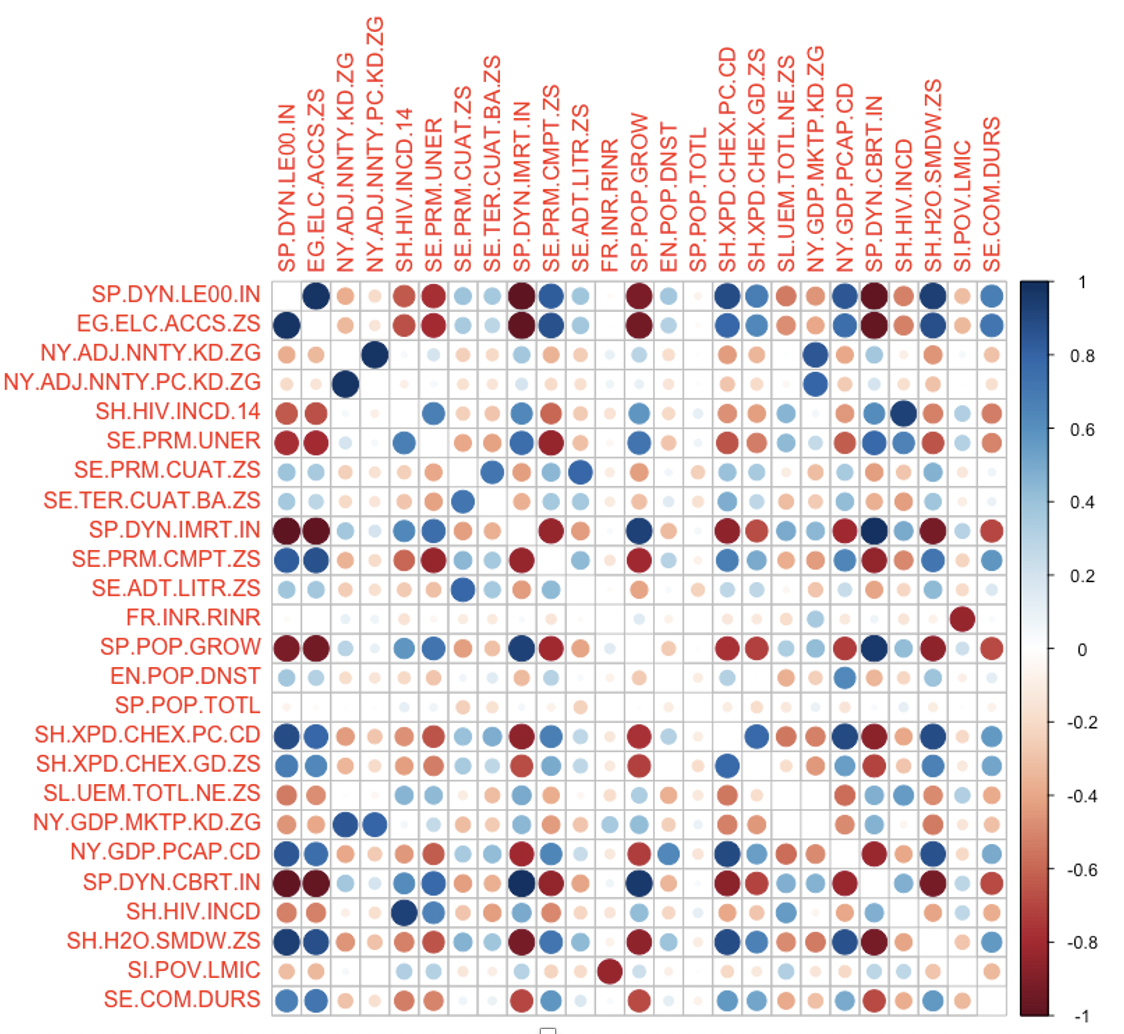 SP.DYN.LE00.IN
EG.ELC.ACCS.ZS
NY.ADJ.NNTY.KD.ZG
NY.ADJ.NNTY.PC.KD.ZG
SH.HIV.INCD.14
SE.PRM.UNER
SE.PRM.CUAT.ZS
SE.TER.CUAT.BA.ZS
SP.DYN.IMRT.IN
SE.PRM.CMPT.ZS
SE.ADT.LITR.ZS
FR.INR.RINR
SP.POP.GROW
EN.POP.DNST
SP.POP.TOTL
SH.XPD.CHEX.PC.CD
SH.XPD.CHEX.GD.ZS
SL.UEM.TOTL.NE.ZS
NY.GDP.MKTP.KD.ZG
NY.GDP.PCAP.CD
SP.DYN.CBRT.IN
SH.HIV.INCD
SH.H2O.SMDW.ZS
SI.POV.LMIC
SE.COM.DURS
SP.DYN.LE00.IN
EG.ELC.ACCS.ZS
NY.ADJ.NNTY.KD.ZG
NY.ADJ.NNTY.PC.KD.ZG
SH.HIV.INCD.14
SE.PRM.UNER
SE.PRM.CUAT.ZS
SE.TER.CUAT.BA.ZS
SP.DYN.IMRT.IN
SE.PRM.CMPT.ZS
SE.ADT.LITR.ZS
FR.INR.RINR
SP.POP.GROW
EN.POP.DNST
SP.POP.TOTL
SH.XPD.CHEX.PC.CD
SH.XPD.CHEX.GD.ZS
SL.UEM.TOTL.NE.ZS
NY.GDP.MKTP.KD.ZG
NY.GDP.PCAP.CD
SP.DYN.CBRT.IN
SH.HIV.INCD
SH.H2O.SMDW.ZS
SI.POV.LMIC
SE.COM.DURS
1
0.8
0.6
0.4
0.2
0
-0.2
-0.4
-0.6
-0.8
-1